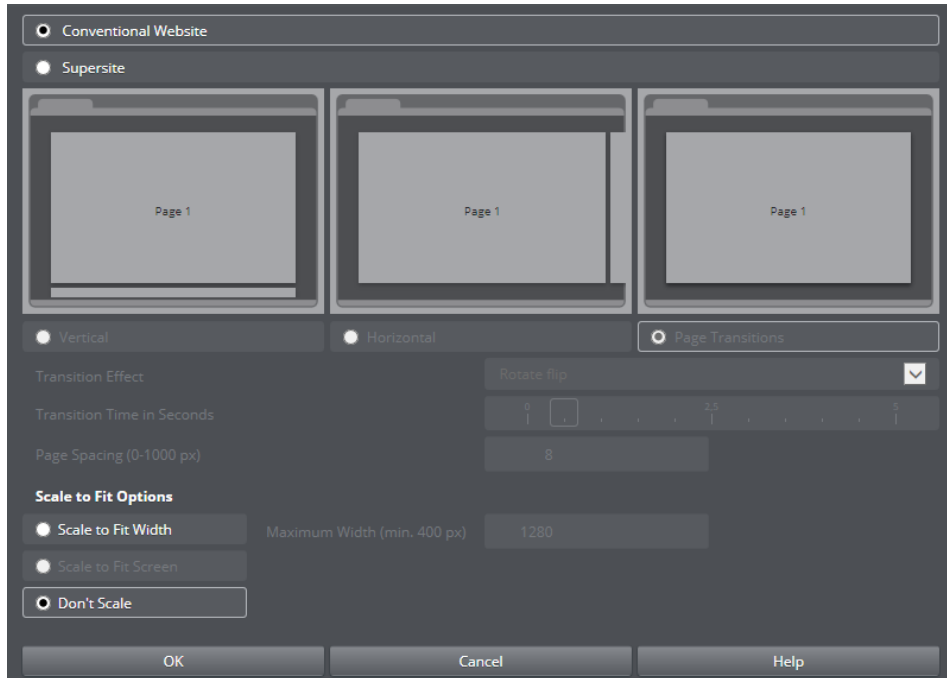 Conventional Website
Supersite
Page 1 Page 1 Page 1
Vertical Horizontal Page Transitions
Transition Effect Rotate flip
Transition Time in Seconds 0 2,5 5
Page Spacing (0-1000 px) 8
Scale to Fit Options
Scale to Fit Width Maximum Width (min. 400 px) 1280
Scale to Fit Screen
Don't Scale
OK Cancel Help